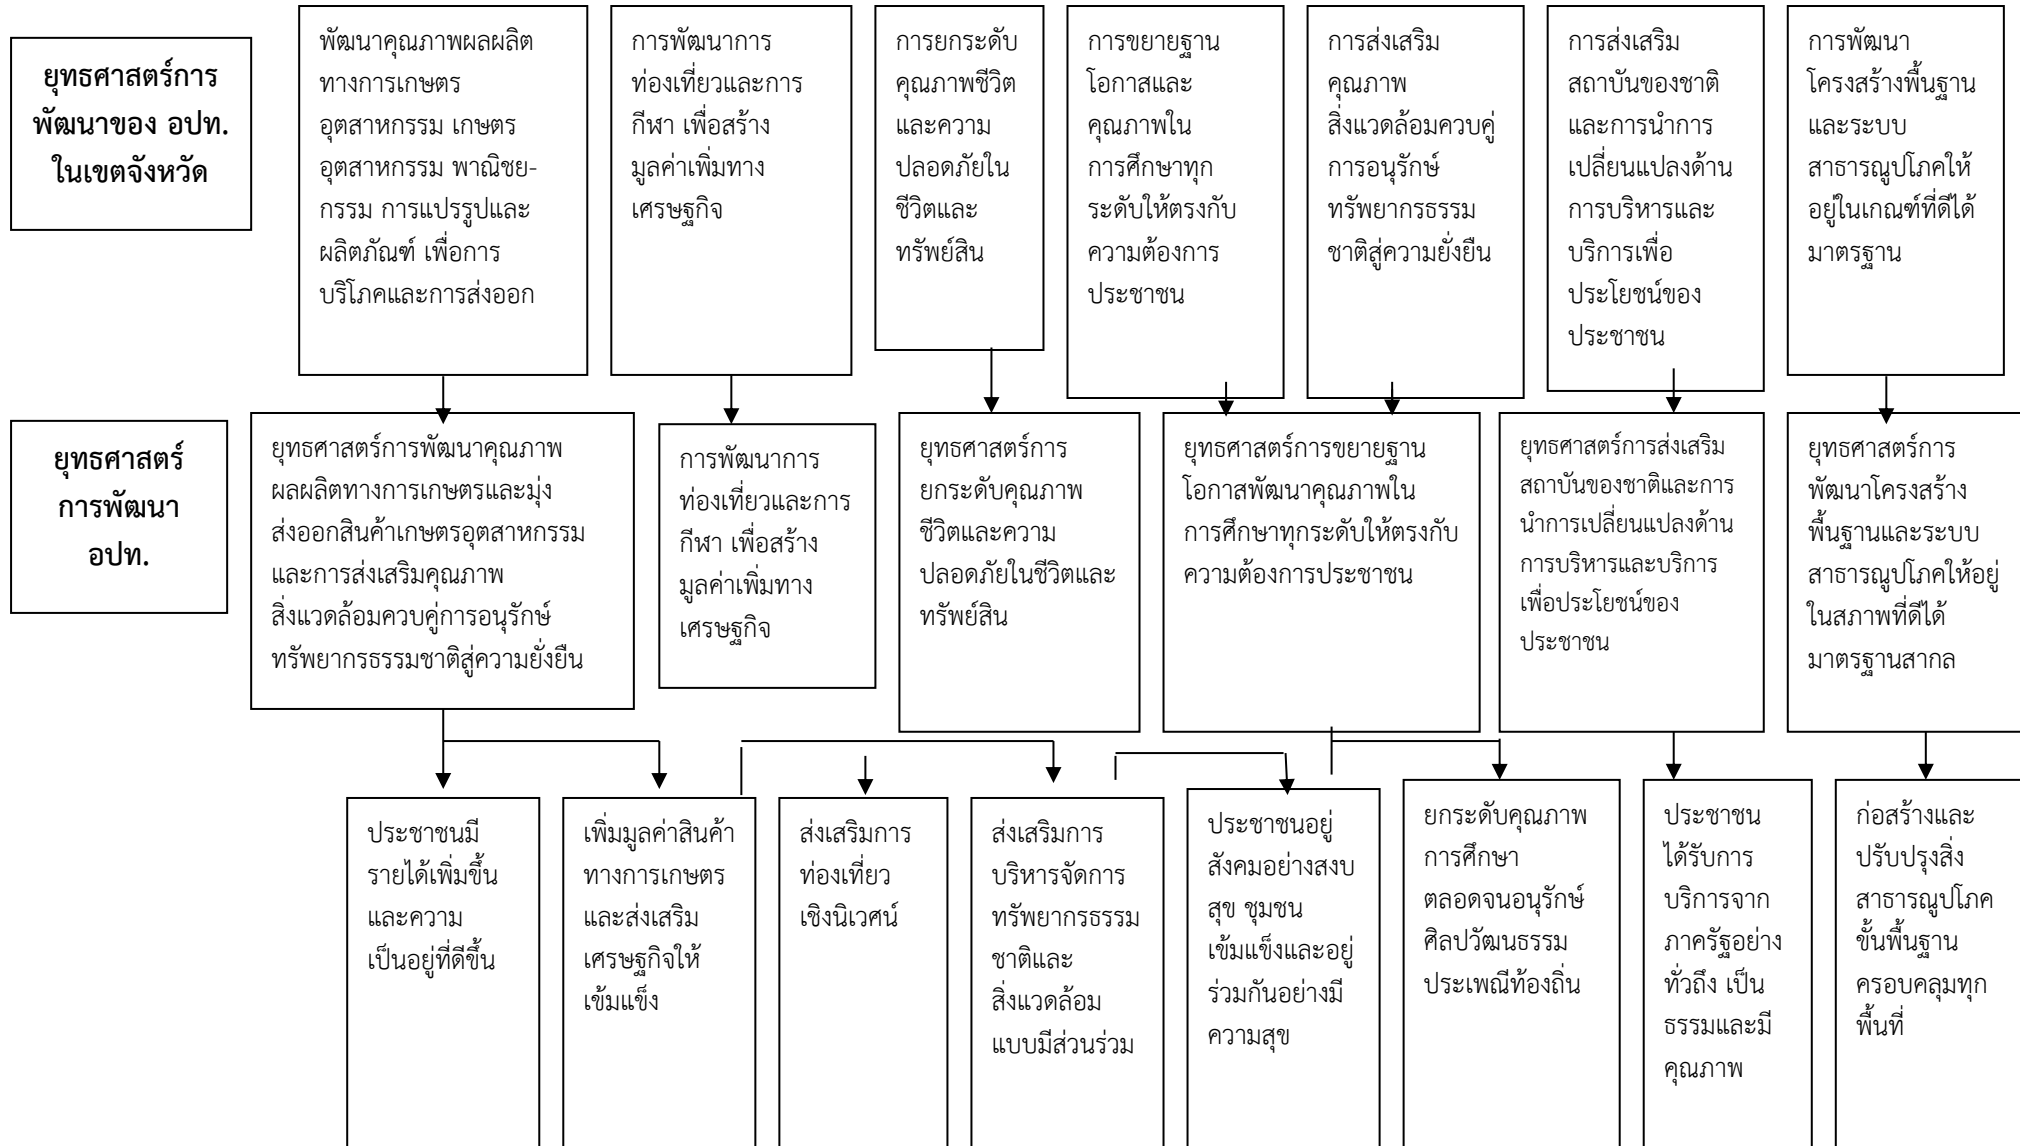 ยุทธศาสตร์การ
พัฒนาของ อปท.
ในเขตจังหวัด
พัฒนาคุณภาพผลผลิต
ทางการเกษตร
อุตสาหกรรม เกษตร
อุตสาหกรรม พาณิชย-
กรรม การแปรรูปและ
ผลิตภัณฑ์ เพื่อการ
บริโภคและการส่งออก
การพัฒนาการ
ท่องเที่ยวและการ
กีฬา เพื่อสร้าง
มูลค่าเพิ่มทาง
เศรษฐกิจ
การยกระดับ
คุณภาพชีวิต
และความ
ปลอดภัยใน
ชีวิตและ
ทรัพย์สิน
การขยายฐาน
โอกาสและ
คุณภาพใน
การศึกษาทุก
ระดับให้ตรงกับ
ความต้องการ
ประชาชน
การส่งเสริม
คุณภาพ
สิ่งแวดล้อมควบคู่
การอนุรักษ์
ทรัพยากรธรรม
ชาติสู่ความยั่งยืน
การส่งเสริม
สถาบันของชาติ
และการนำการ
เปลี่ยนแปลงด้าน
การบริหารและ
บริการเพื่อ
ประโยชน์ของ
ประชาชน
การพัฒนา
โครงสร้างพื้นฐาน
และระบบ
สาธารณูปโภคให้
อยู่ในเกณฑ์ที่ดีได้
มาตรฐาน
ยุทธศาสตร์
การพัฒนา
อปท.
ยุทธศาสตร์การพัฒนาคุณภาพ
ผลผลิตทางการเกษตรและมุ่ง
ส่งออกสินค้าเกษตรอุตสาหกรรม
และการส่งเสริมคุณภาพ
สิ่งแวดล้อมควบคู่การอนุรักษ์
ทรัพยากรธรรมชาติสู่ความยั่งยืน
การพัฒนาการ
ท่องเที่ยวและการ
กีฬา เพื่อสร้าง
มูลค่าเพิ่มทาง
เศรษฐกิจ
ยุทธศาสตร์การ
ยกระดับคุณภาพ
ชีวิตและความ
ปลอดภัยในชีวิตและ
ทรัพย์สิน
ยุทธศาสตร์การขยายฐาน
โอกาสพัฒนาคุณภาพใน
การศึกษาทุกระดับให้ตรงกับ
ความต้องการประชาชน
ยุทธศาสตร์การส่งเสริม
สถาบันของชาติและการ
นำการเปลี่ยนแปลงด้าน
การบริหารและบริการ
เพื่อประโยชน์ของ
ประชาชน
ยุทธศาสตร์การ
พัฒนาโครงสร้าง
พื้นฐานและระบบ
สาธารณูปโภคให้อยู่
ในสภาพที่ดีได้
มาตรฐานสากล
ประชาชนมี
รายได้เพิ่มขึ้น
และความ
เป็นอยู่ที่ดีขึ้น
เพิ่มมูลค่าสินค้า
ทางการเกษตร
และส่งเสริม
เศรษฐกิจให้
เข้มแข็ง
ส่งเสริมการ
ท่องเที่ยว
เชิงนิเวศน์
ส่งเสริมการ
บริหารจัดการ
ทรัพยากรธรรม
ชาติและ
สิ่งแวดล้อม
แบบมีส่วนร่วม
ประชาชนอยู่
สังคมอย่างสงบ
สุข ชุมชน
เข้มแข็งและอยู่
ร่วมกันอย่างมี
ความสุข
ยกระดับคุณภาพ
การศึกษา
ตลอดจนอนุรักษ์
ศิลปวัฒนธรรม
ประเพณีท้องถิ่น
ประชาชน
ได้รับการ
บริการจาก
ภาครัฐอย่าง
ทั่วถึง เป็น
ธรรมและมี
คุณภาพ
ก่อสร้างและ
ปรับปรุงสิ่ง
สาธารณูปโภค
ขั้นพื้นฐาน
ครอบคลุมทุก
พื้นที่